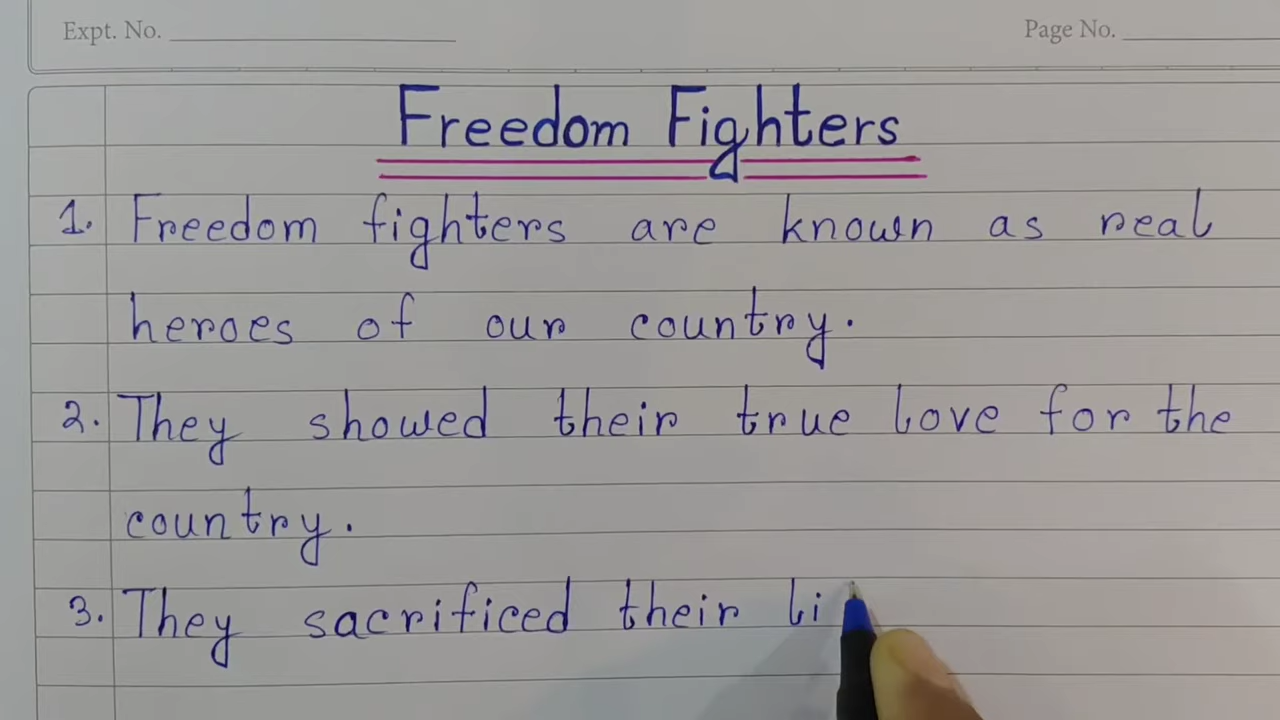 Expt. No.
Page No.
Freedom Fighters
1. Freedom fighters are known as real
heroes of our country.
2. They showed their true love for the
country.
3. They sacrificed their li